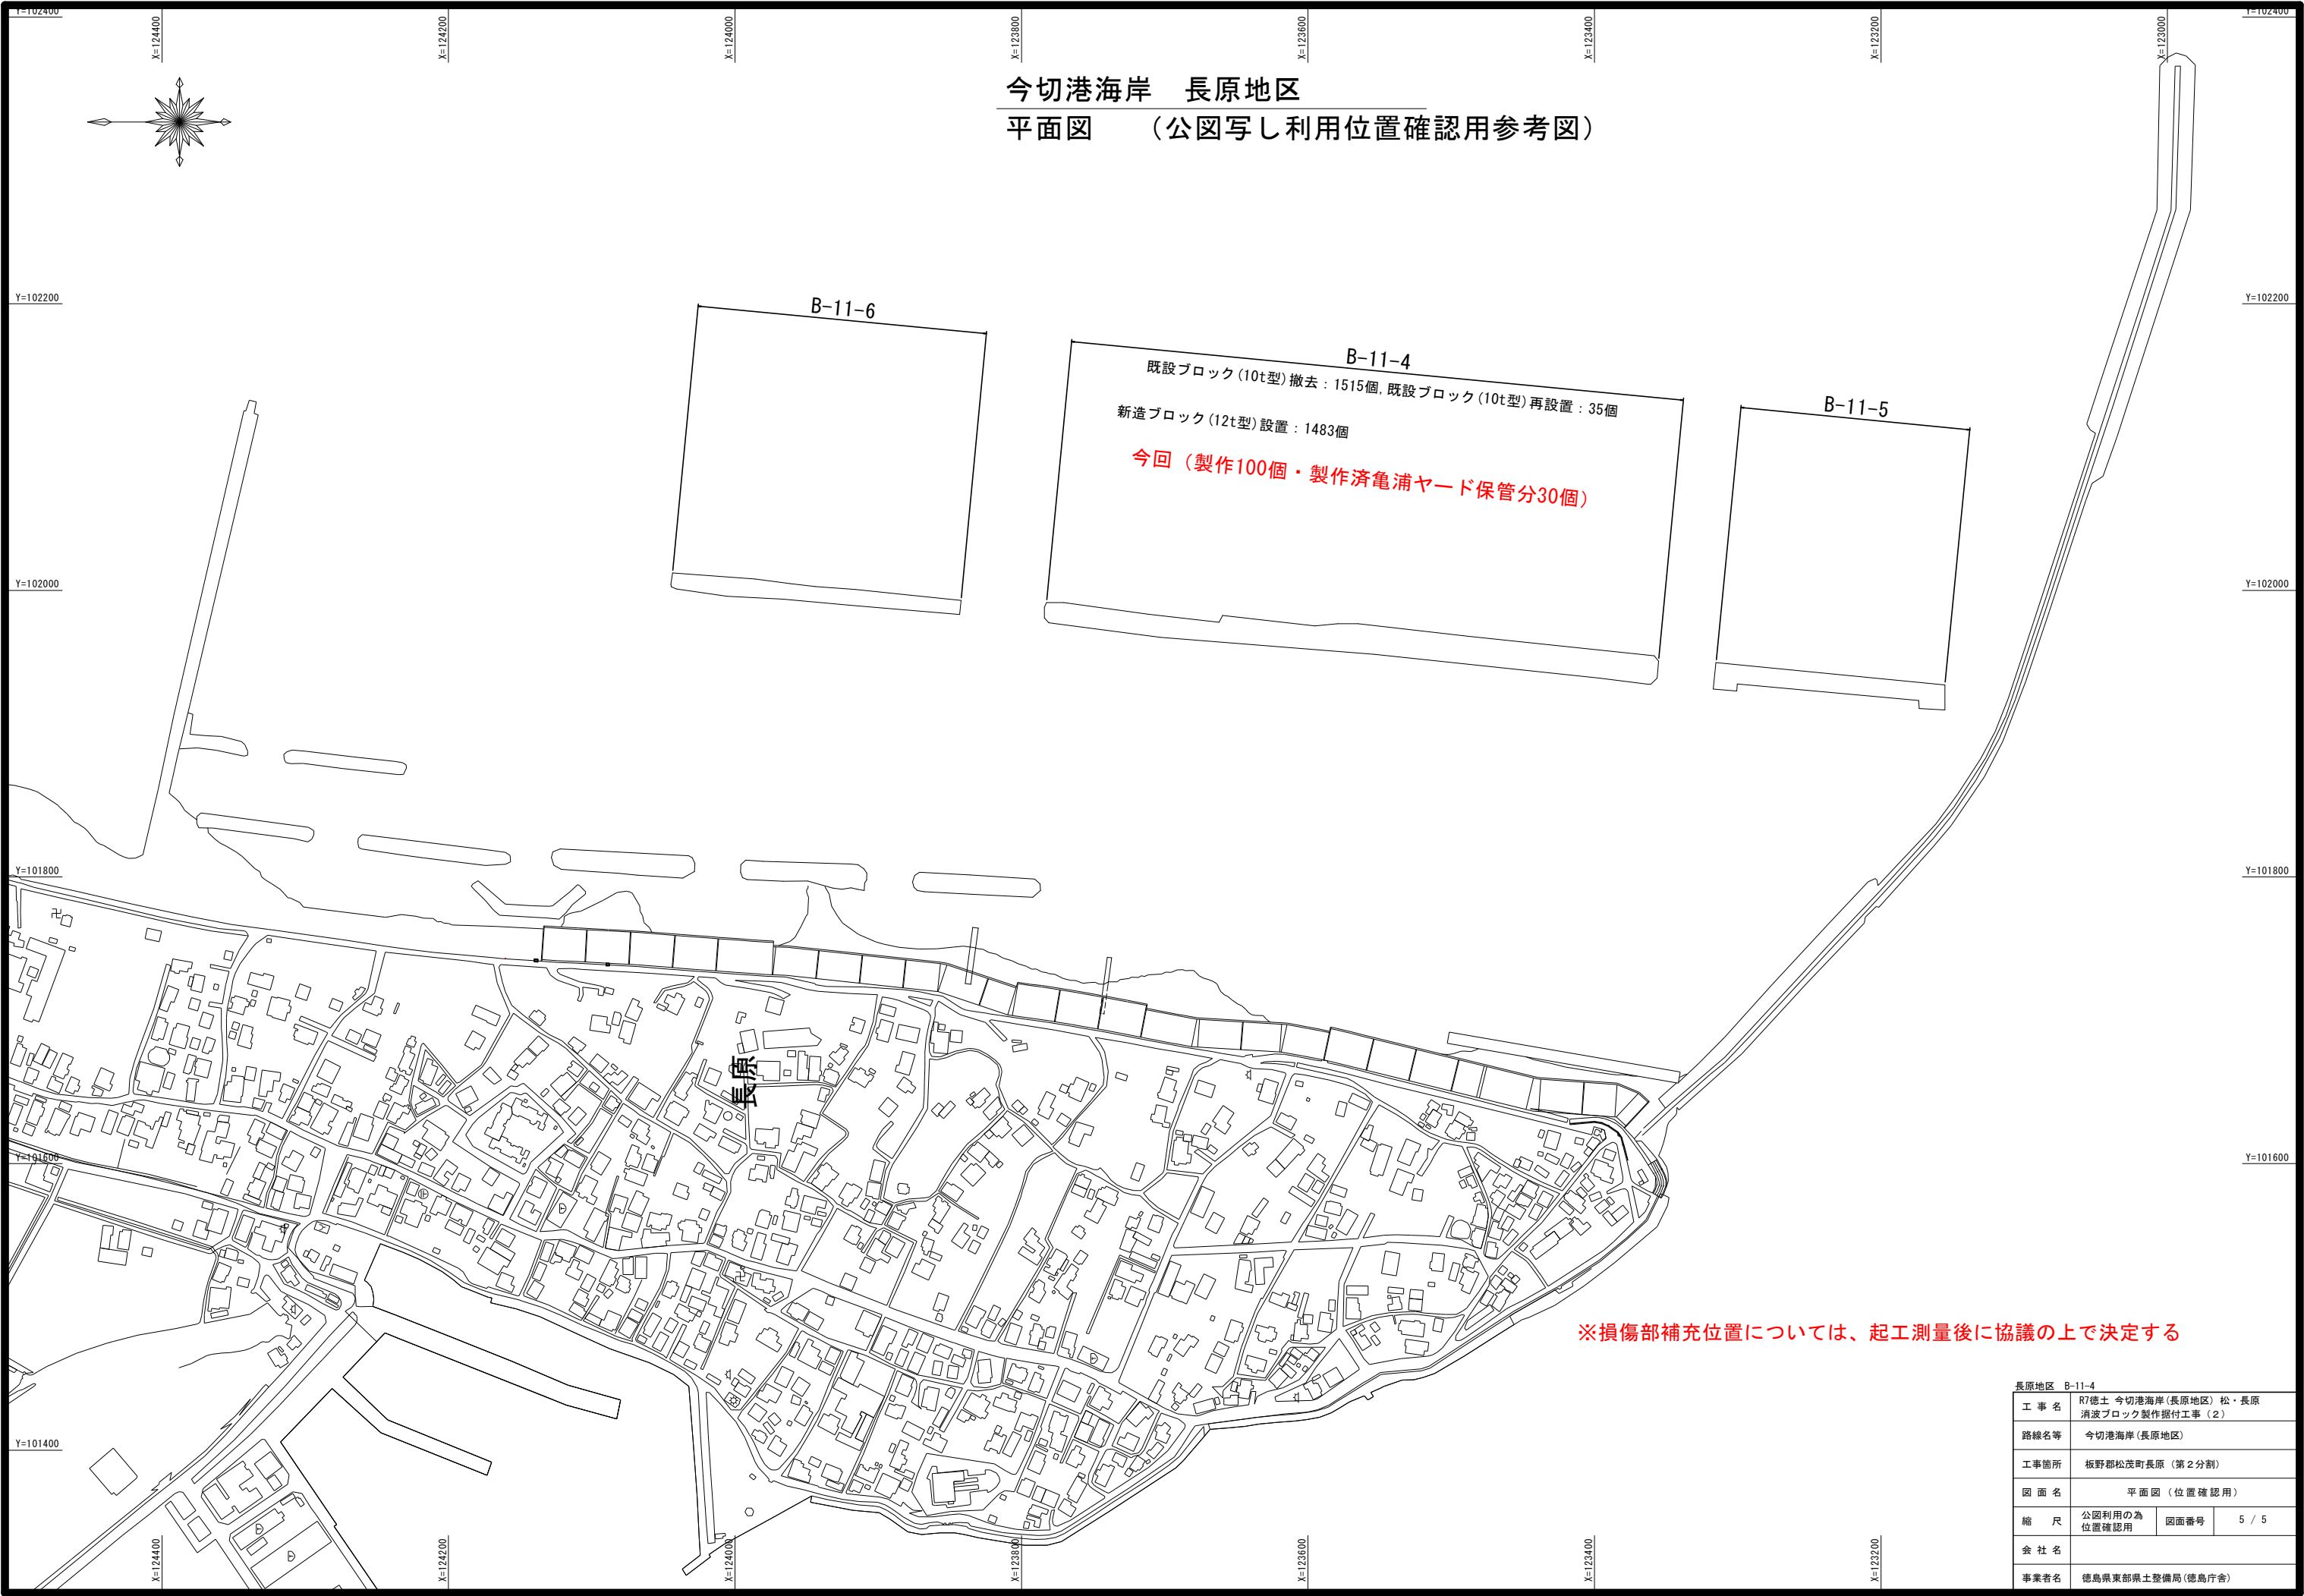 Y=102400
X=124400
X=124200
X=124000
X=123800
X=123600
X=123400
X=123200
X=123000
Y=102400
今切港海岸　長原地区
平面図　（公図写し利用位置確認用参考図）
Y=102200
Y=102200
B-11-6
B-11-4
既設ブロック(10t型)撤去：1515個,既設ブロック(10t型)再設置：35個
新造ブロック(12t型)設置：1483個
今回（製作100個・製作済亀浦ヤード保管分30個）
B-11-5
Y=102000
Y=102000
Y=101800
Y=101800
長原
Y=101600
Y=101600
※損傷部補充位置については、起工測量後に協議の上で決定する
Y=101400
長原地区　B-11-4
工事名　R7徳土 今切港海岸(長原地区) 松・長原
消波ブロック製作据付工事（２）
路線名等　今切港海岸(長原地区)
工事箇所　板野郡松茂町長原（第２分割）
図面名　平面図（位置確認用）
縮尺　公図利用の為
位置確認用　図面番号　5 / 5
会社名
事業者名　徳島県東部県土整備局(徳島庁舎)
X=124400
X=124200
X=124000
X=123800
X=123600
X=123400
X=123200